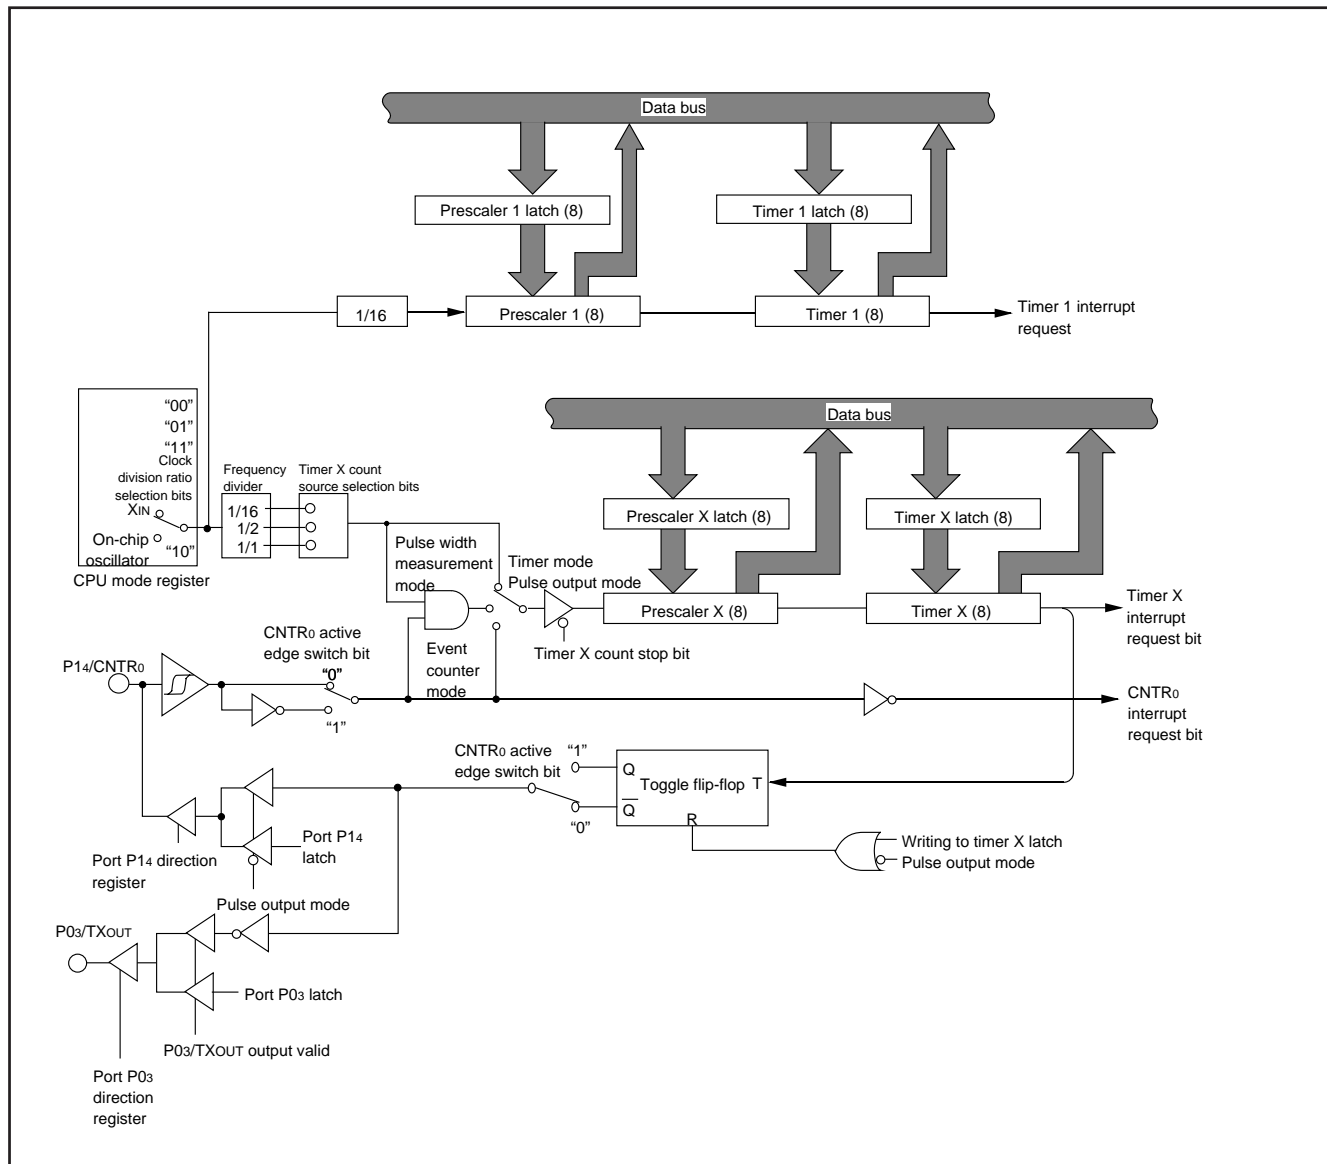 Data bus
Prescaler 1 latch (8)
Timer 1 latch (8)
1/16
Prescaler 1 (8)
Timer 1 (8)
Timer 1 interrupt
request
“00”
“01”
“11”
Clock
division ratio
selection bits
XIN
On-chip
oscillator
“10”
CPU mode register
Frequency
divider
1/16
1/2
1/1
Timer X count
source selection bits
Data bus
Prescaler X latch (8)
Timer X latch (8)
Pulse width
measurement
mode
Timer mode
Pulse output mode
Prescaler X (8)
Timer X (8)
Timer X
interrupt
request bit
Timer X count stop bit
Event
counter
mode
P14/CNTR0
CNTR0 active
edge switch bit
“0”
“1”
CNTR0
interrupt
request bit
CNTR0 active
edge switch bit
“1”
“0”
Q
Toggle flip-flop
T
Q
R
Writing to timer X latch
Pulse output mode
Port P14
latch
Port P14 direction
register
Pulse output mode
P03/TXOUT
Port P03 latch
P03/TXOUT output valid
Port P03
direction
register